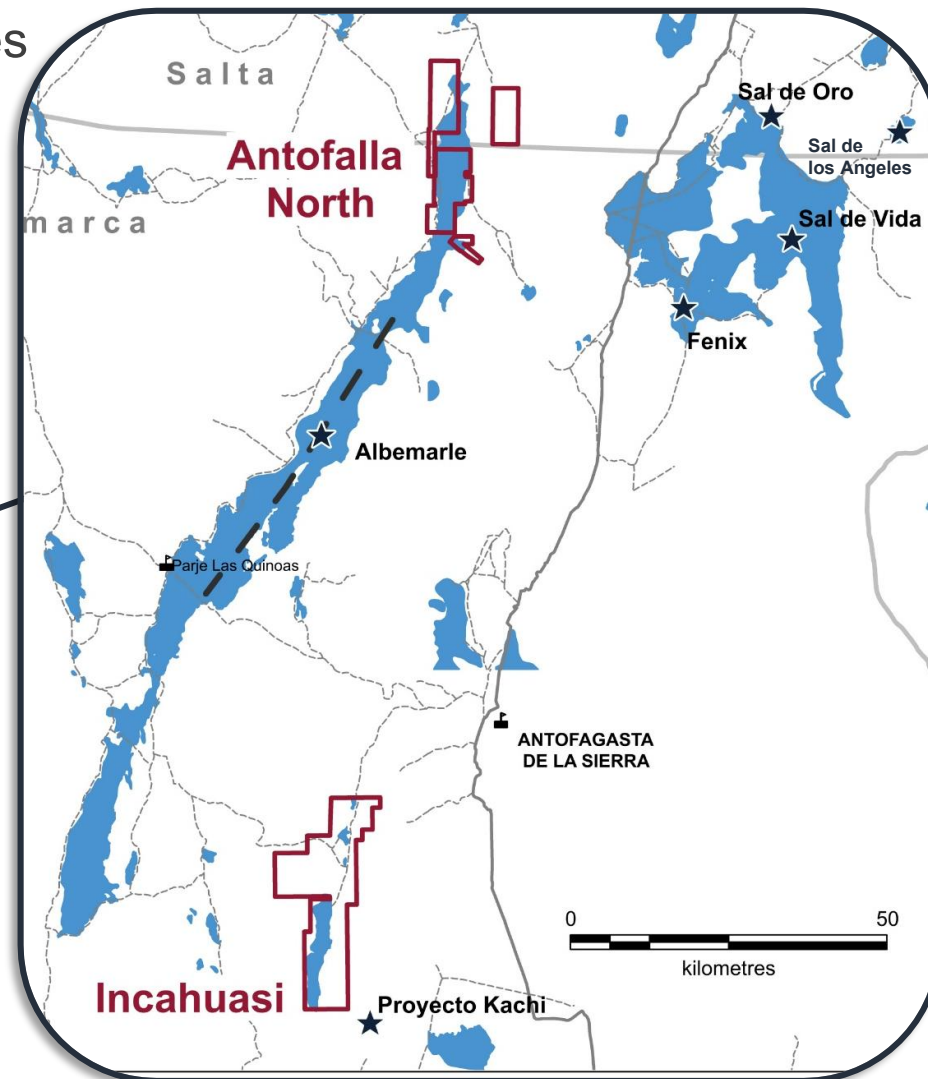 es
Salta
Sal de Oro
Sal de
los Angeles
Antofalla
North
marca
Sal de Vida
Fenix
Albemarle
Parje Las Quinoas
ANTOFAGASTA
DE LA SIERRA
0 50
kilometres
Incahuasi
Proyecto Kachi